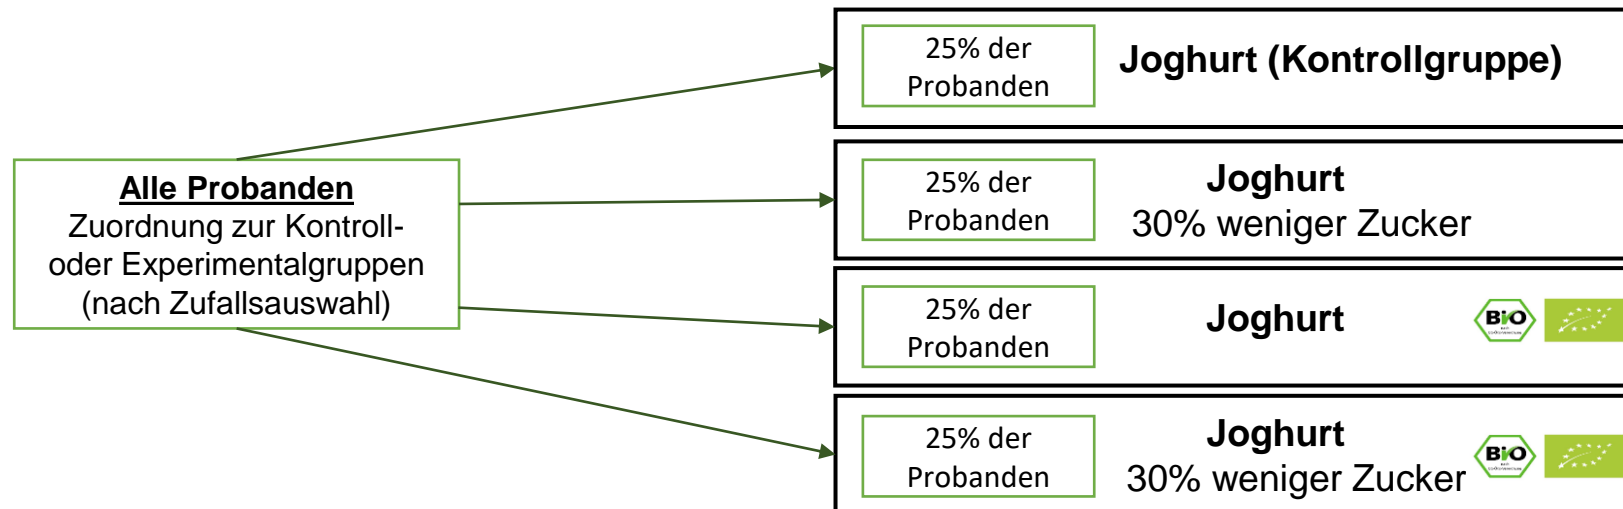 25% der
Probanden
Joghurt (Kontrollgruppe)
Alle Probanden
Zuordnung zur Kontroll-
oder Experimentalgruppen
(nach Zufallsauswahl)
25% der
Probanden
Joghurt
30% weniger Zucker
25% der
Probanden
Joghurt
Bio
25% der
Probanden
Joghurt
30% weniger Zucker
Bio